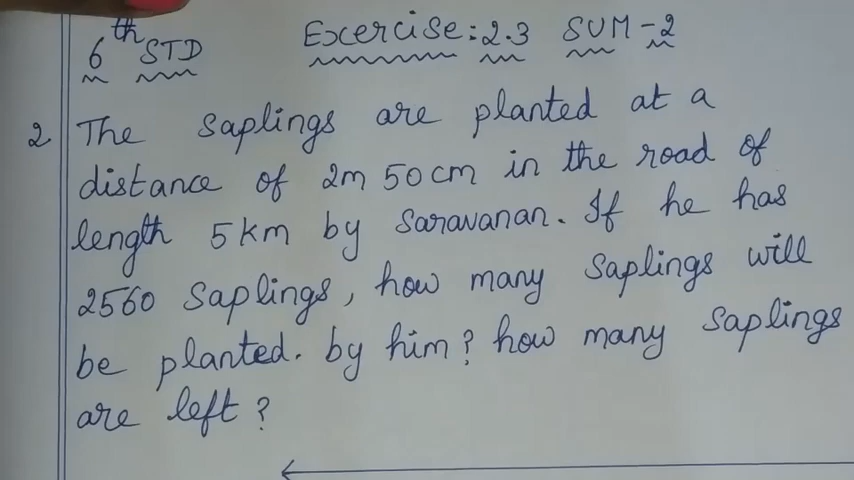 6th STD Excercise: 2.3 SUM-2
2 The saplings are planted at a
distance of 2m 50cm in the road of
length 5km by Saravanan. If he has
2560 Saplings, how many Saplings will
be planted. by him? how many Saplings
are left?